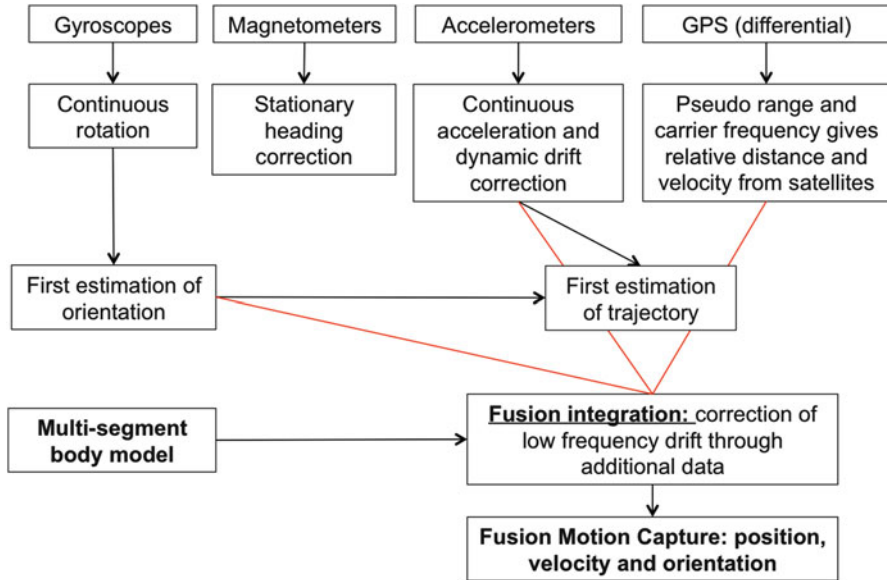 Gyroscopes
Magnetometers
Accelerometers
GPS (differential)
Continuous
rotation
Stationary
heading
correction
Continuous
acceleration and
dynamic drift
correction
Pseudo range and
carrier frequency gives
relative distance and
velocity from satellites
First estimation of
orientation
First estimation
of trajectory
Multi-segment
body model
Fusion integration: correction of
low frequency drift through
additional data
Fusion Motion Capture: position,
velocity and orientation